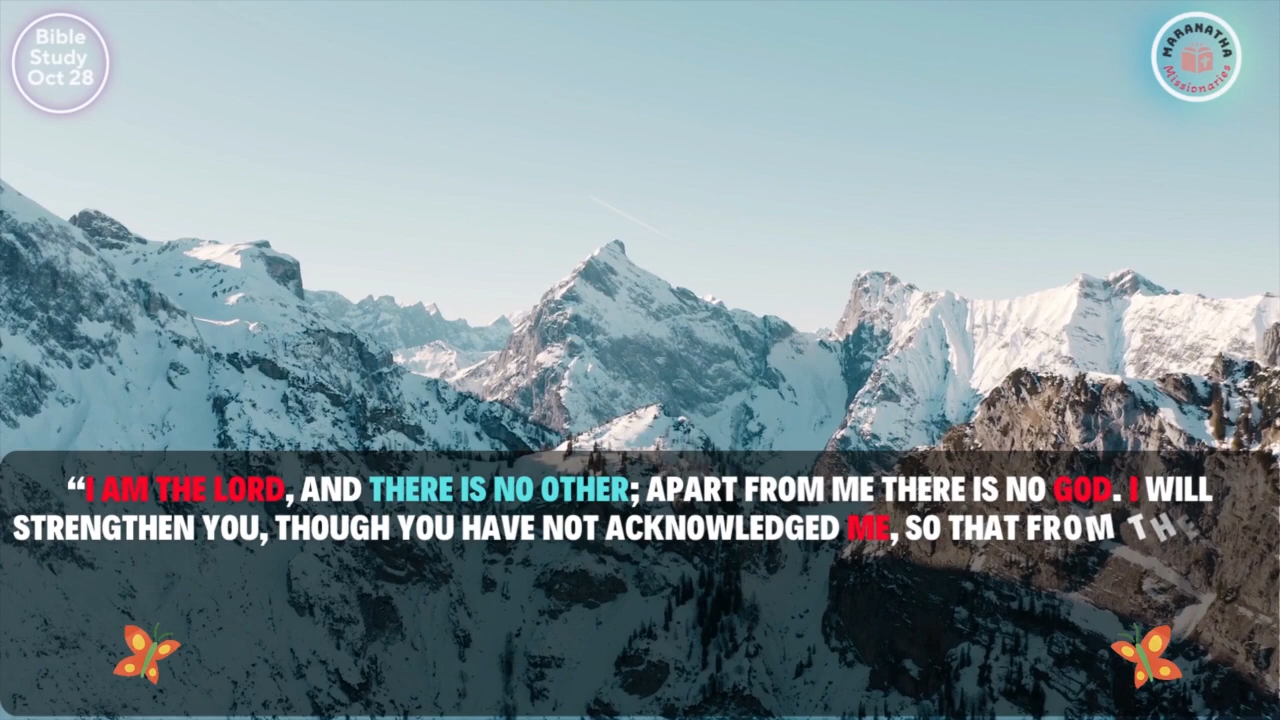 Bible
Study
Oct 28
MARANATHA
Missionaries
“I AM THE LORD, AND THERE IS NO OTHER; APART FROM ME THERE IS NO GOD. I WILL
STRENGTHEN YOU, THOUGH YOU HAVE NOT ACKNOWLEDGED ME, SO THAT FROM THE